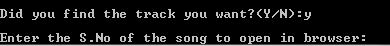 Did you find the track you want?(Y/N):y
Enter the S.No of the song to open in browser: